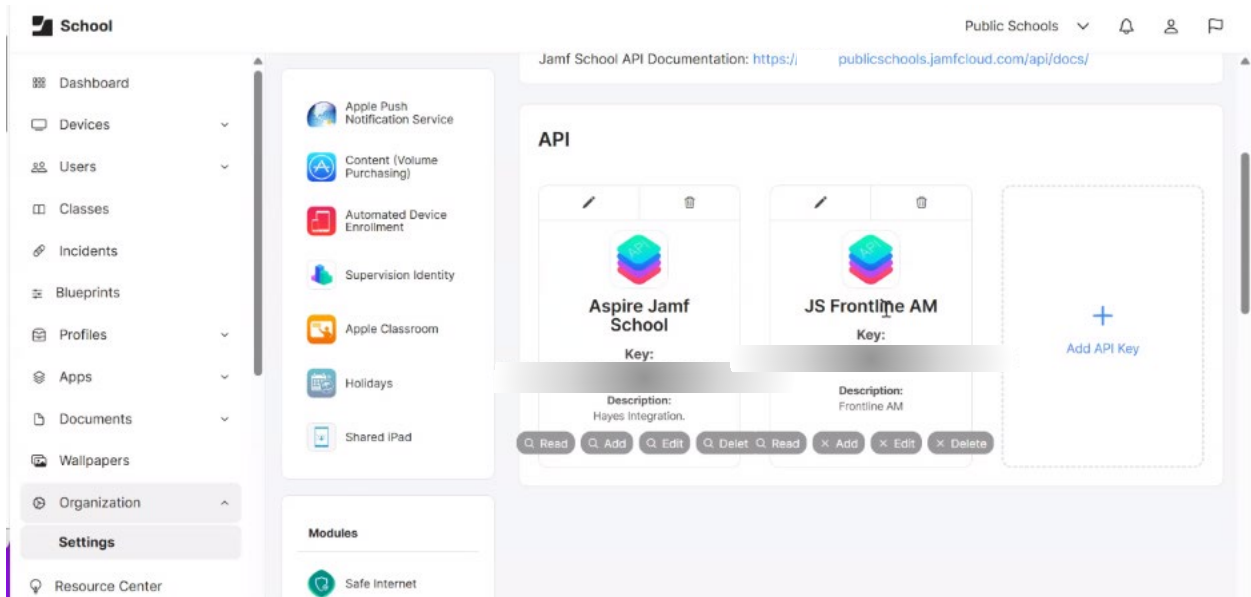 School
Public Schools
Dashboard
Devices
Users
Classes
Incidents
Blueprints
Profiles
Apps
Documents
Wallpapers
Organization
Settings
Resource Center
Apple Push
Notification Service
Content (Volume
Purchasing)
Automated Device
Enrollment
Supervision Identity
Apple Classroom
Holidays
Shared iPad
Modules
Safe Internet
Jamf School API Documentation: https:/ publicschools.jamfcloud.com/api/docs/
API
API
Aspire Jamf
School
Key:
Description:
Hayes Integration.
Read Add Edit Delet
API
JS Frontline AM
Key:
Description:
Frontline AM
Read Add Edit Delete
Add API Key